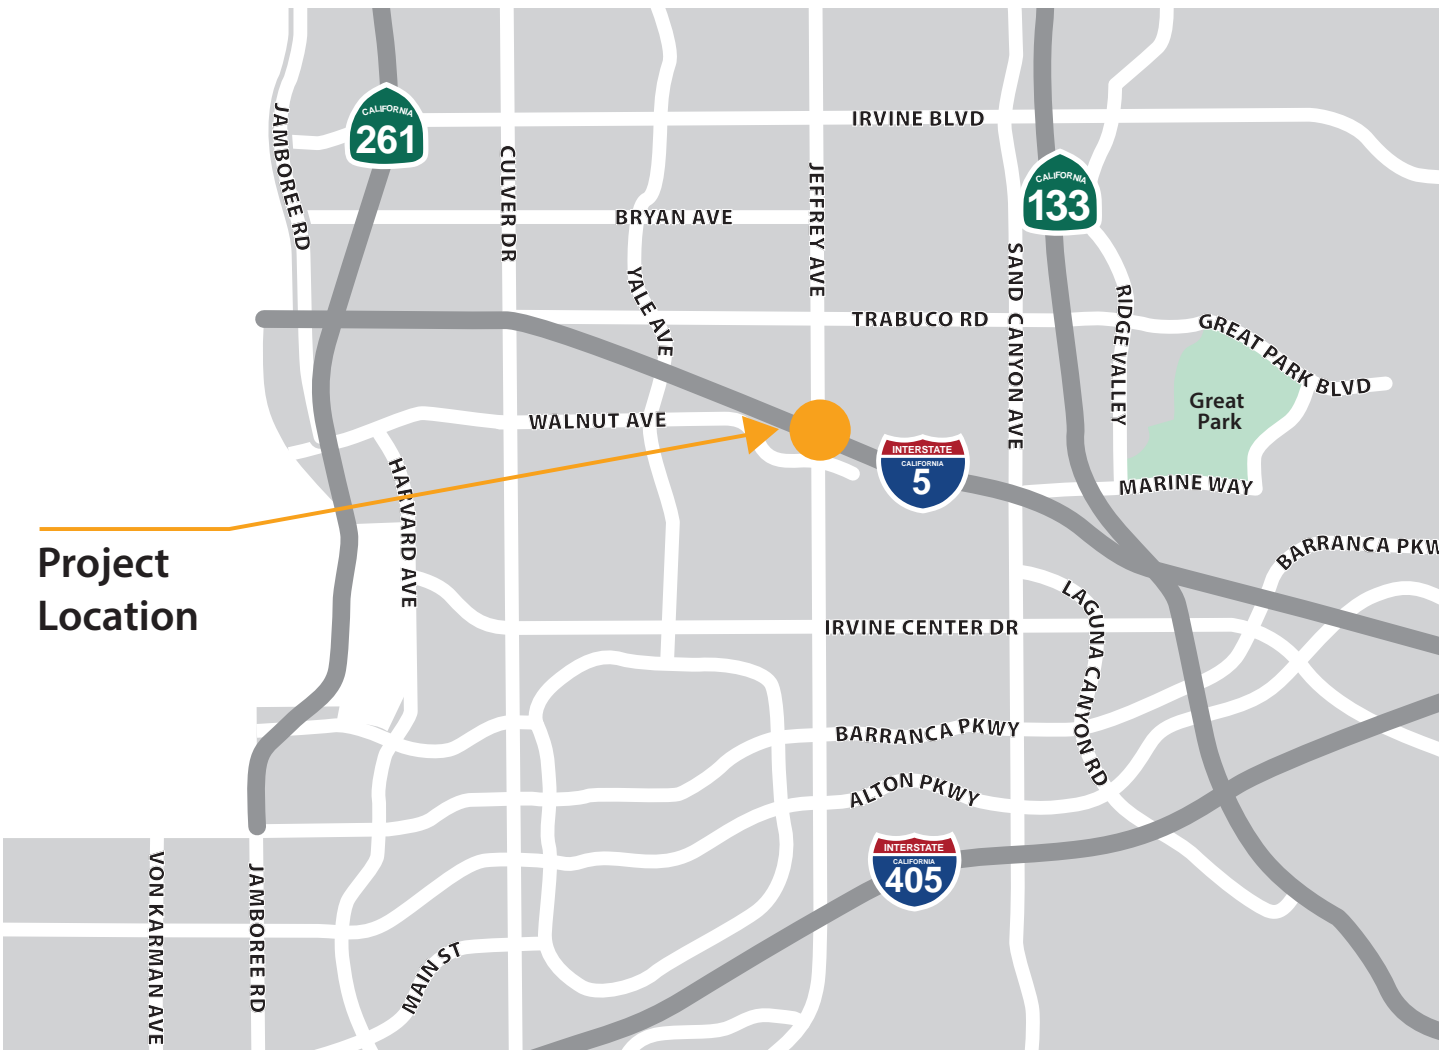 CALIFORNIA
261
JAMBOREE RD
IRVINE BLVD
CULVER DR
JEFFREY AVE
CALIFORNIA
133
BRYAN AVE
YALE AVE
SAND CANYON AVE
RIDGE VALLEY
TRABUCO RD
GREAT PARK BLVD
Great
Park
WALNUT AVE
INTERSTATE
CALIFORNIA
5
HARVARD AVE
MARINE WAY
Project
Location
BARRANCA PKW
LAGUNA CANYON RD
IRVINE CENTER DR
BARRANCA PKWY
ALTON PKWY
INTERSTATE
CALIFORNIA
405
VON KARMAN AVE
JAMBOREE RD
MAIN ST